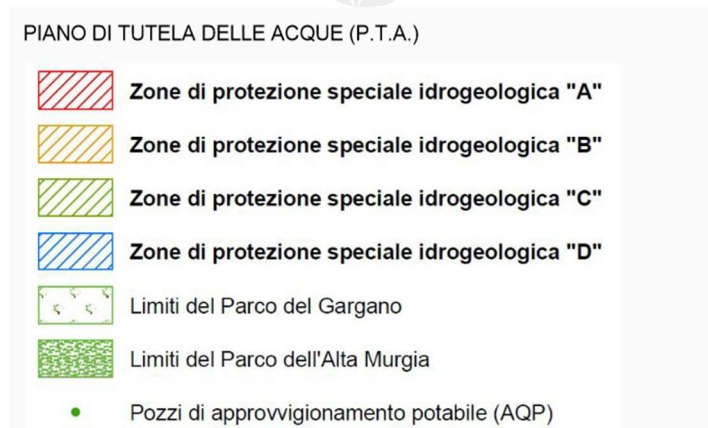 PIANO DI TUTELA DELLE ACQUE (P.T.A.)
Zone di protezione speciale idrogeologica "A"
Zone di protezione speciale idrogeologica "B"
Zone di protezione speciale idrogeologica "C"
Zone di protezione speciale idrogeologica "D"
Limiti del Parco del Gargano
Limiti del Parco dell'Alta Murgia
Pozzi di approvvigionamento potabile (AQP)